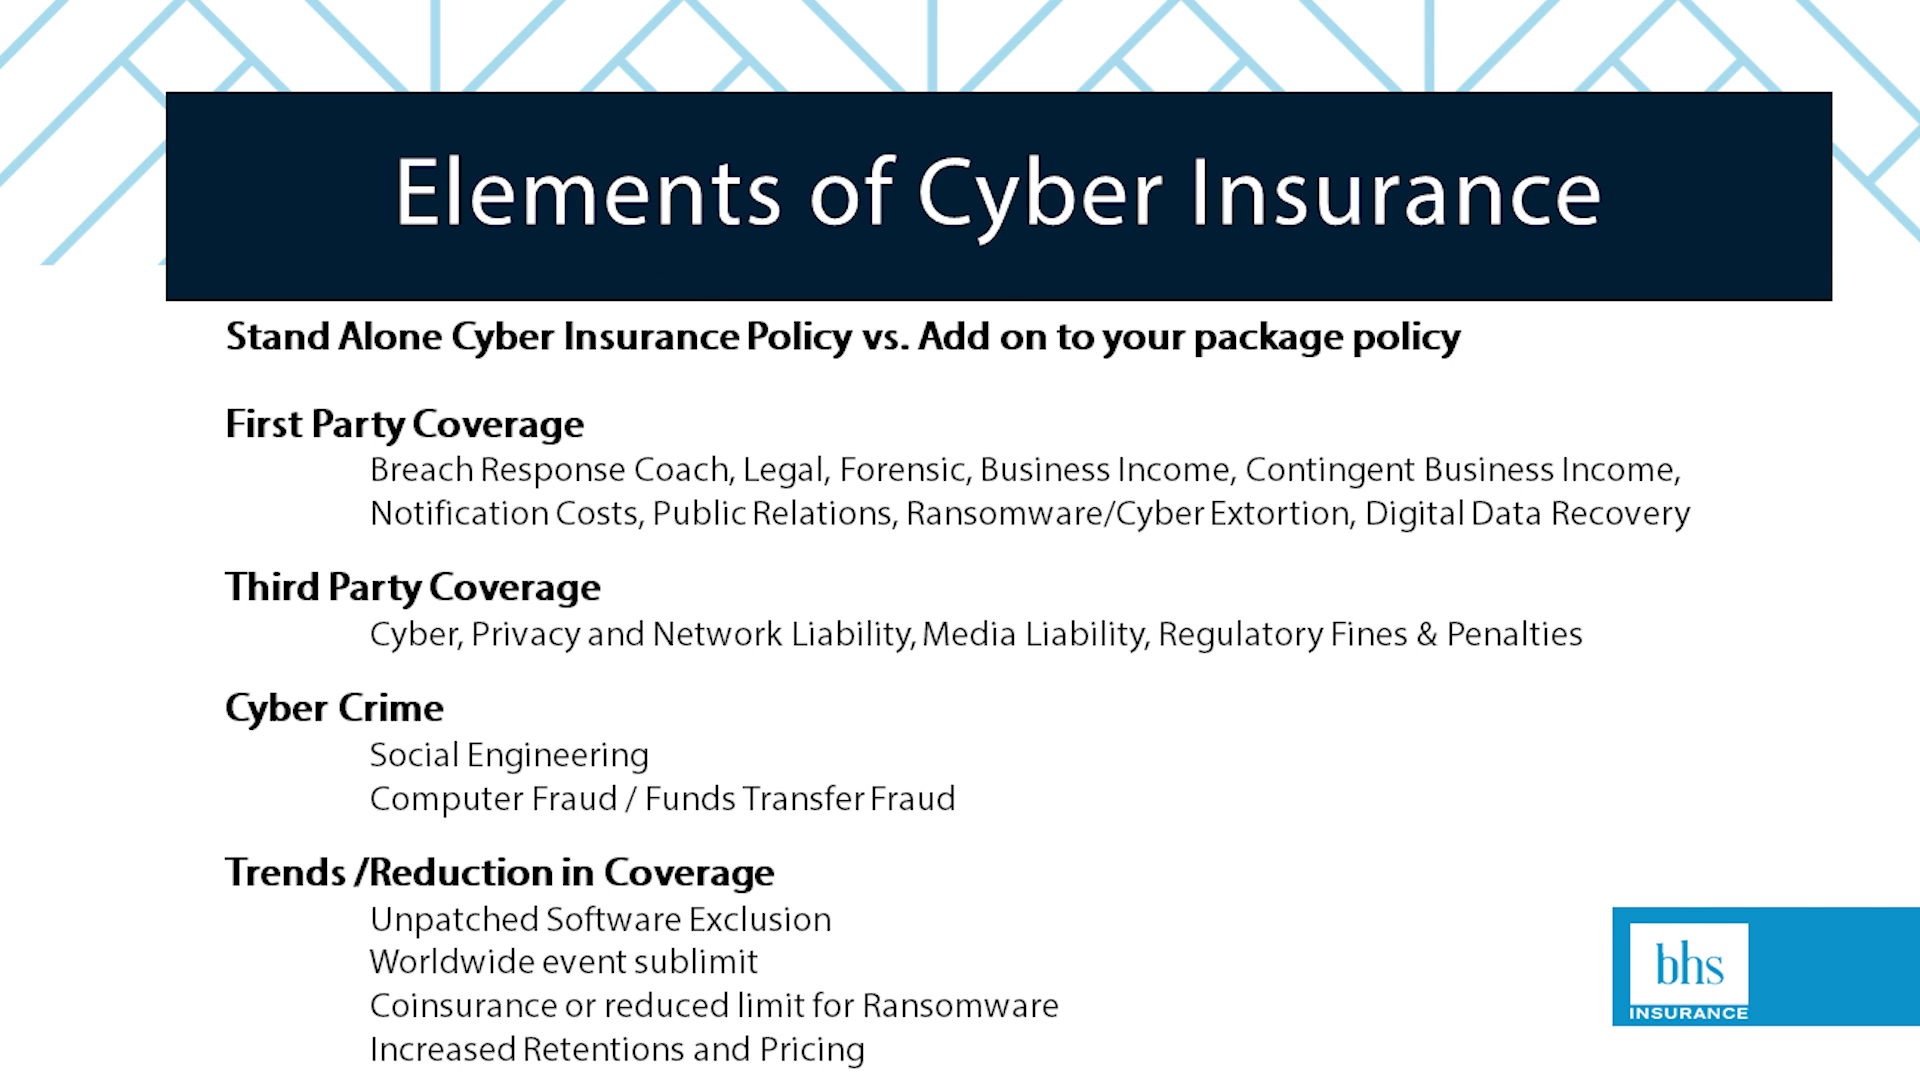 Elements of Cyber Insurance
Stand Alone Cyber Insurance Policy vs. Add on to your package policy
First Party Coverage
Breach Response Coach, Legal, Forensic, Business Income, Contingent Business Income,
Notification Costs, Public Relations, Ransomware/Cyber Extortion, Digital Data Recovery
Third Party Coverage
Cyber, Privacy and Network Liability, Media Liability, Regulatory Fines & Penalties
Cyber Crime
Social Engineering
Computer Fraud / Funds Transfer Fraud
Trends /Reduction in Coverage
Unpatched Software Exclusion
Worldwide event sublimit
Coinsurance or reduced limit for Ransomware
Increased Retentions and Pricing
bhs
INSURANCE